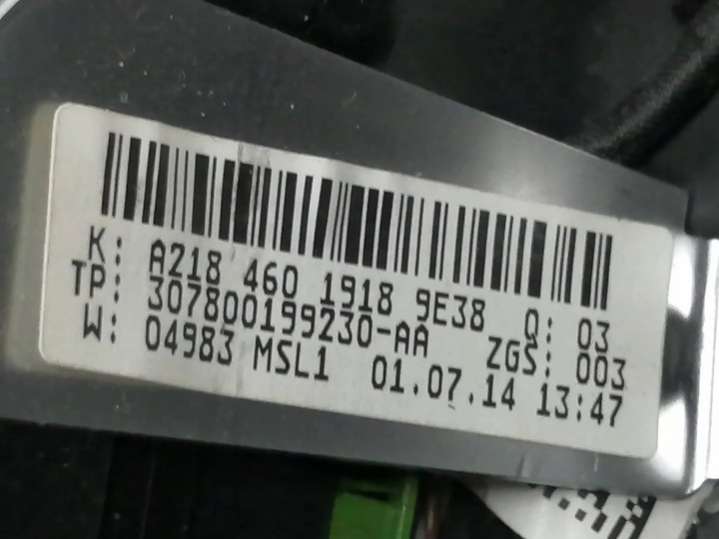 K: A218 460 1918 9E38 Q: 03
TP: 307800199230-AA ZGS: 003
W: 04983 MSL1 01.07.14 13:47